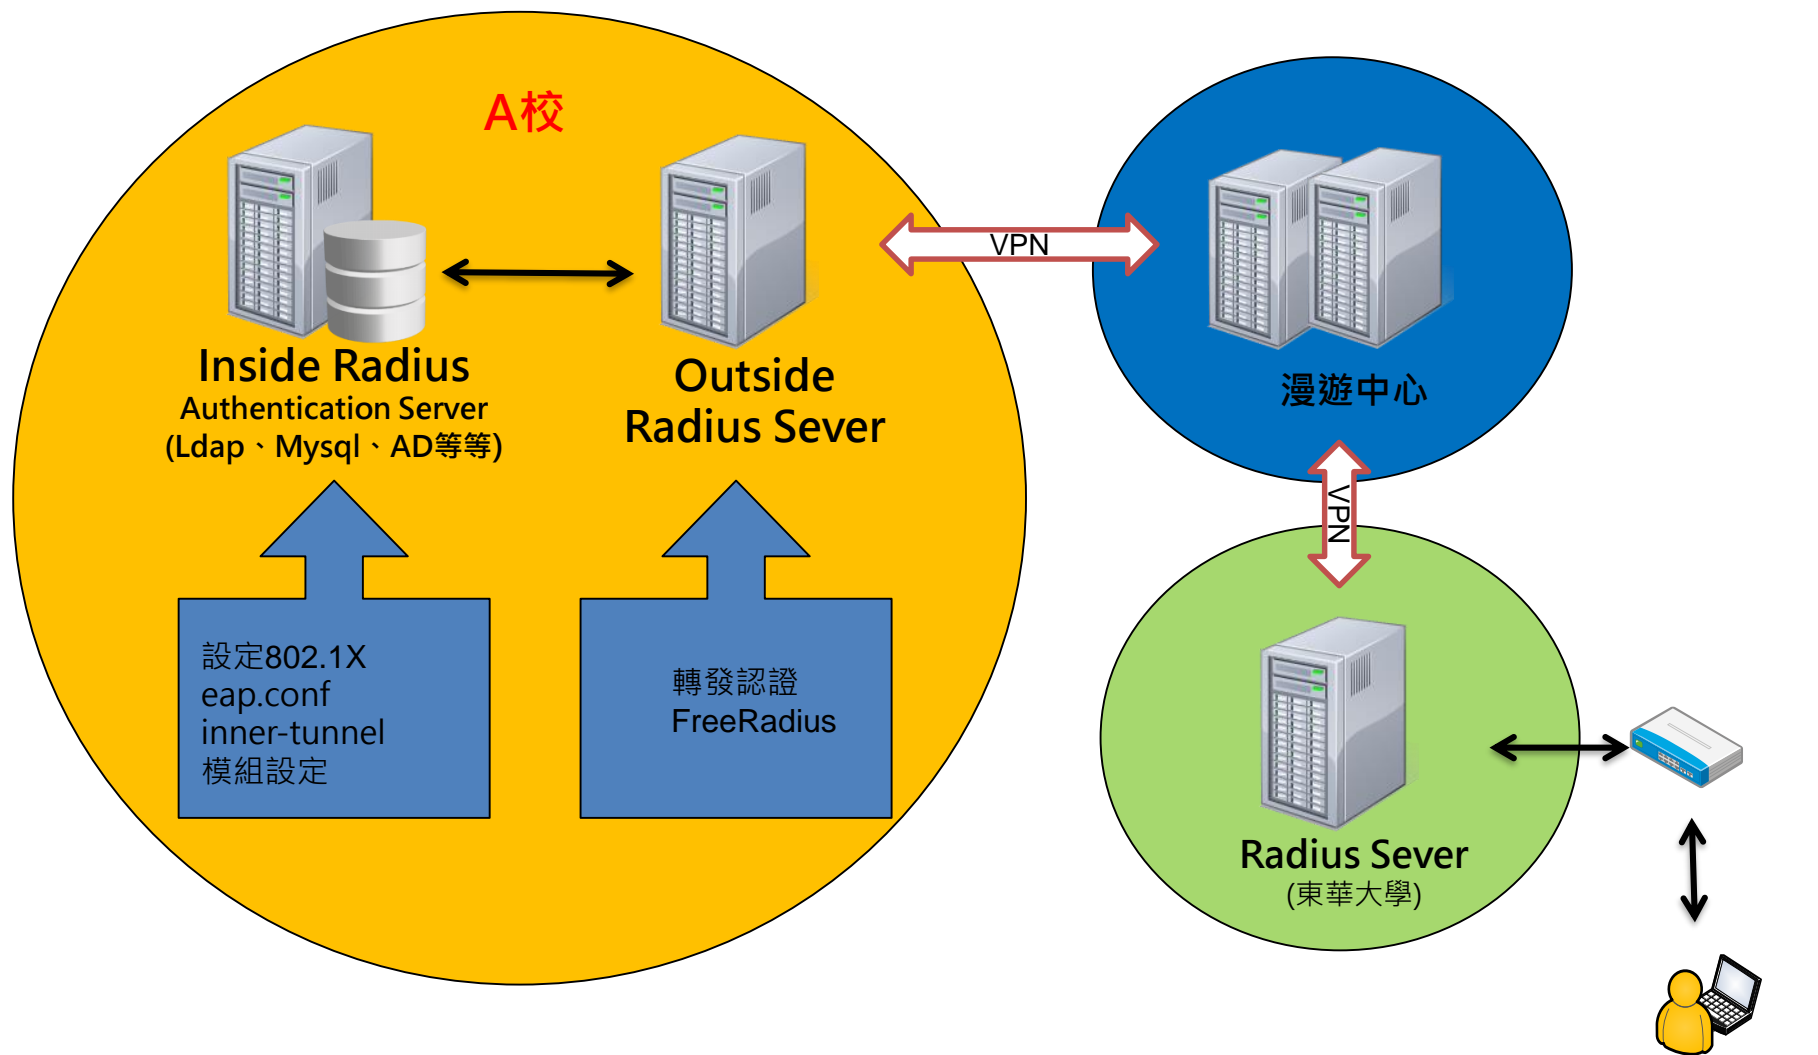 A校
Inside Radius
Authentication Server
(Ldap、Mysql、AD等等)
Outside
Radius Sever
設定802.1X
eap.conf
inner-tunnel
模組設定
轉發認證
FreeRadius
VPN
漫遊中心
VPN
Radius Sever
(東華大學)